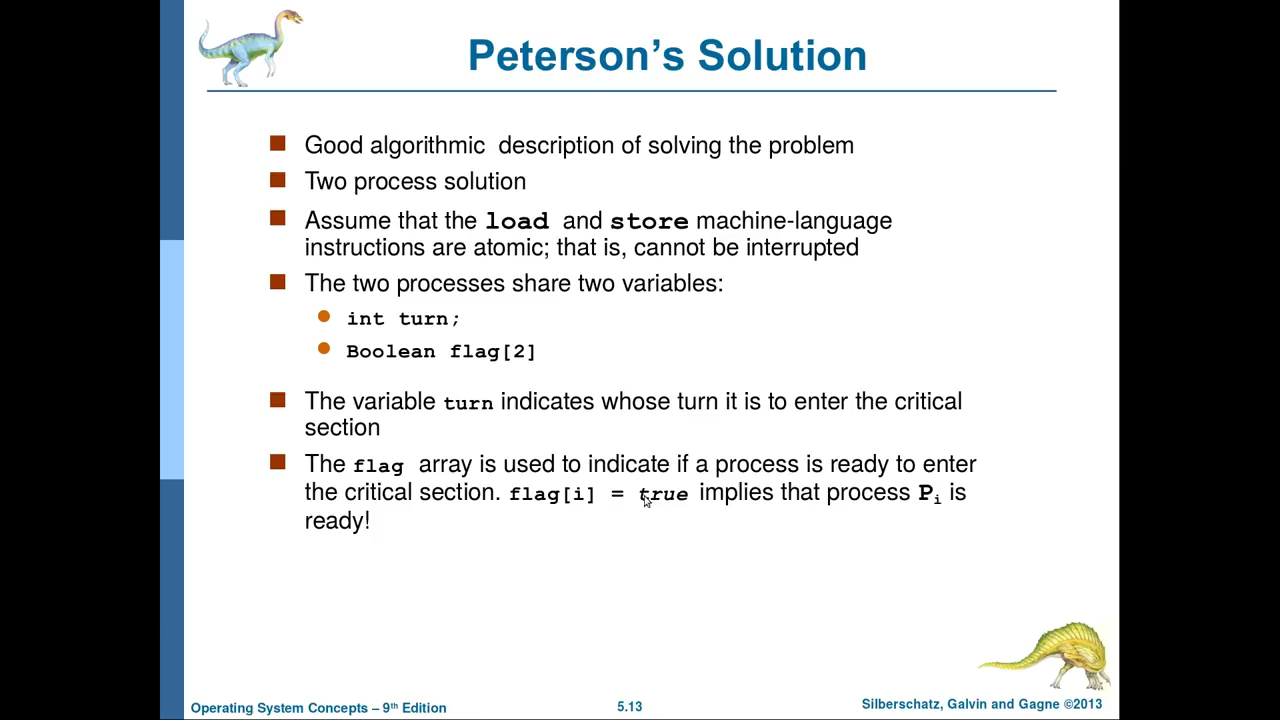 Peterson's Solution
Good algorithmic description of solving the problem
Two process solution
Assume that the load and store machine-language
instructions are atomic; that is, cannot be interrupted
The two processes share two variables:
int turn;
Boolean flag[2]
The variable turn indicates whose turn it is to enter the critical
section
The flag array is used to indicate if a process is ready to enter
the critical section. flag[i] = true implies that process Pi is
ready!
Operating System Concepts – 9th Edition
5.13
Silberschatz, Galvin and Gagne ©2013